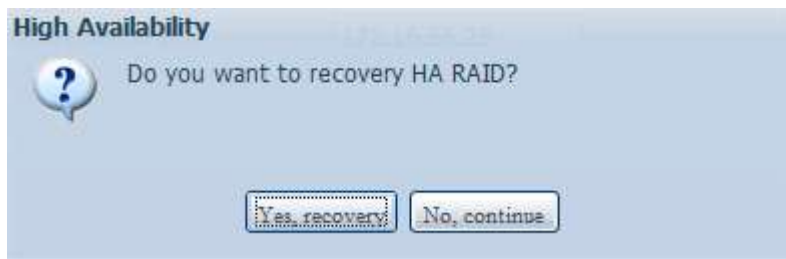 High Availability
Do you want to recovery HA RAID?
Yes, recovery No, continue